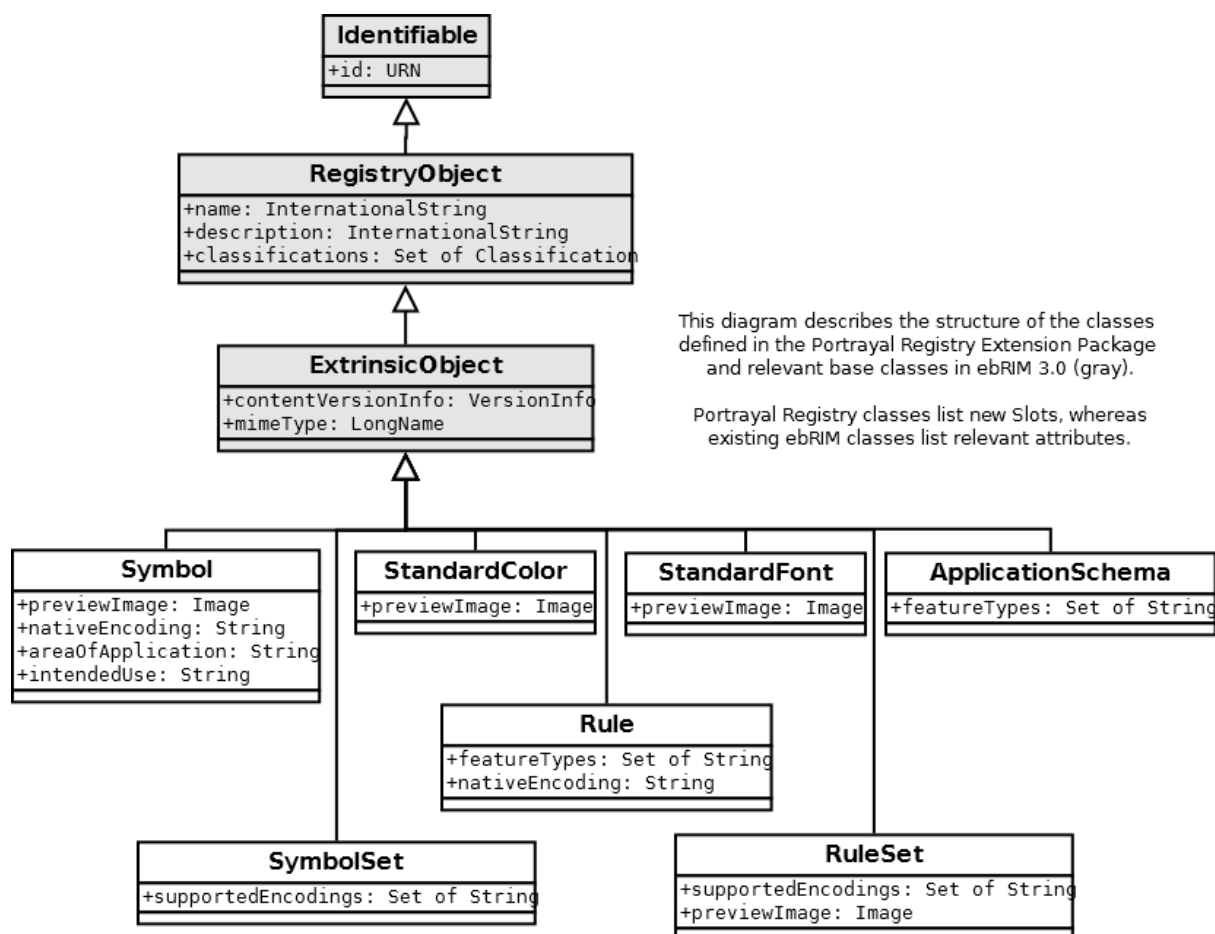 Identifiable
+id: URN
RegistryObject
+name: InternationalString
+description: InternationalString
+classifications: Set of Classification
ExtrinsicObject
+contentVersionInfo: VersionInfo
+mimeType: LongName
This diagram describes the structure of the classes
defined in the Portrayal Registry Extension Package
and relevant base classes in ebRIM 3.0 (gray).
Portrayal Registry classes list new Slots, whereas
existing ebRIM classes list relevant attributes.
Symbol
+previewImage: Image
+nativeEncoding: String
+areaOfApplication: String
+intendedUse: String
StandardColor
+previewImage: Image
StandardFont
+previewImage: Image
ApplicationSchema
+featureTypes: Set of String
Rule
+featureTypes: Set of String
+nativeEncoding: String
SymbolSet
+supportedEncodings: Set of String
RuleSet
+supportedEncodings: Set of String
+previewImage: Image